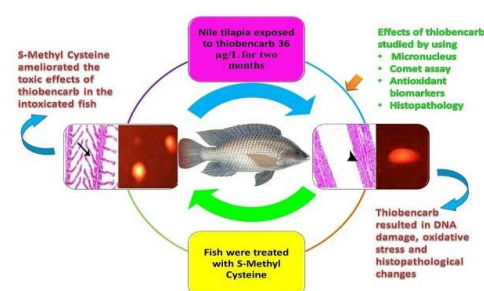 Nile tilapia exposed
to thiobencarb 36
µg/L for two
months
S-Methyl Cysteine
ameliorated the
toxic effects of
thiobencarb in the
intoxicated fish
Effects of thiobencarb
studied by using
• Micronucleus
• Comet assay
• Antioxidant
biomarkers
• Histopathology
Thiobencarb
resulted in DNA
damage, oxidative
stress and
histopathological
changes
Fish were treated
with S-Methyl
Cysteine